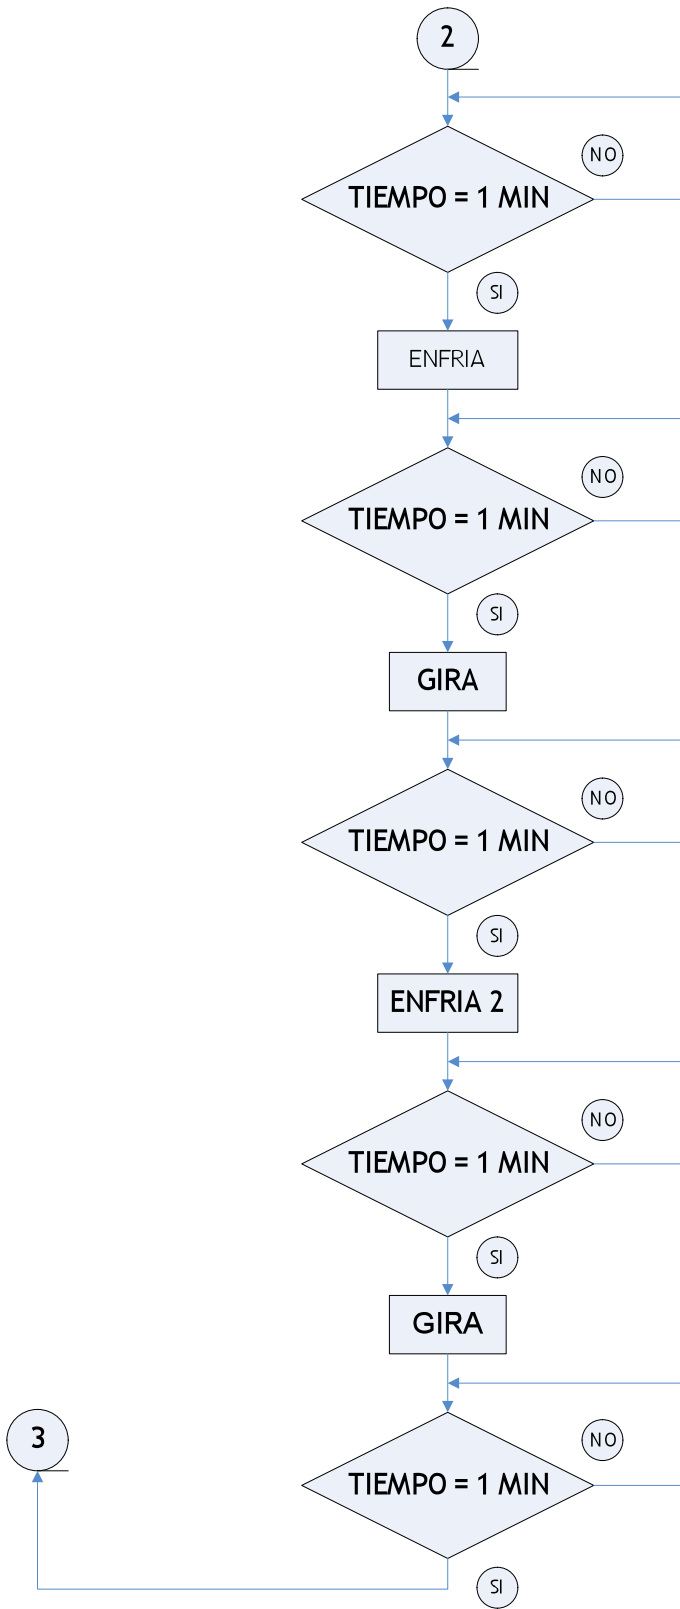 2
NO
TIEMPO = 1 MIN
SI
ENFRIA
NO
TIEMPO = 1 MIN
SI
GIRA
NO
TIEMPO = 1 MIN
SI
ENFRIA 2
NO
TIEMPO = 1 MIN
SI
GIRA
3
NO
TIEMPO = 1 MIN
SI